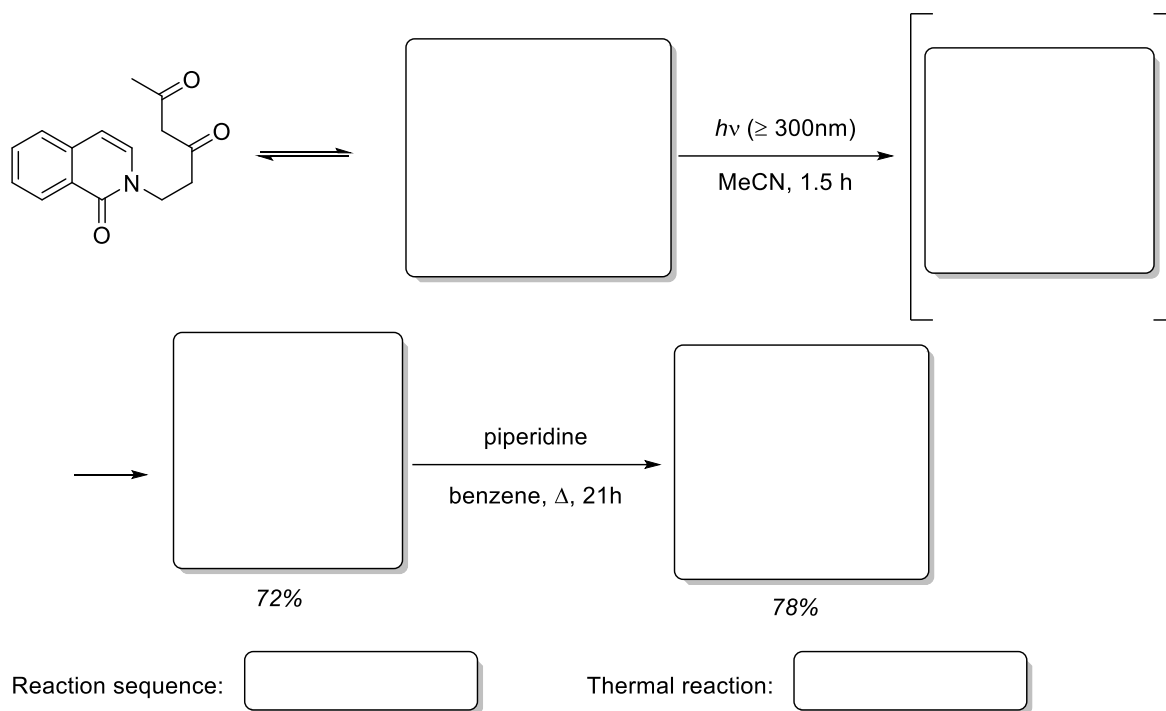 O
O
N
O
hν (≥ 300nm)
MeCN, 1.5 h
piperidine
benzene, Δ, 21h
72%
78%
Reaction sequence:
Thermal reaction: